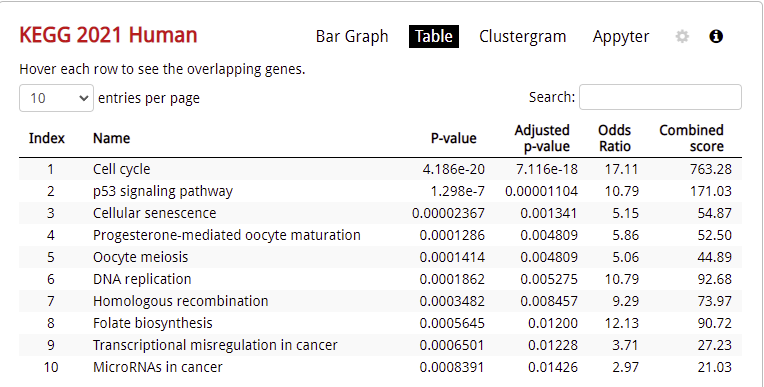 KEGG 2021 Human Bar Graph Table Clustergram Appyter
Hover each row to see the overlapping genes.
10 entries per page Search:
Index Name P-value Adjusted p-value Odds Ratio Combined score
1 Cell cycle 4.186e-20 7.116e-18 17.11 763.28
2 p53 signaling pathway 1.298e-7 0.00001104 10.79 171.03
3 Cellular senescence 0.00002367 0.001341 5.15 54.87
4 Progesterone-mediated oocyte maturation 0.0001286 0.004809 5.86 52.50
5 Oocyte meiosis 0.0001414 0.004809 5.06 44.89
6 DNA replication 0.0001862 0.005275 10.79 92.68
7 Homologous recombination 0.0003482 0.008457 9.29 73.97
8 Folate biosynthesis 0.0005645 0.01200 12.13 90.72
9 Transcriptional misregulation in cancer 0.0006501 0.01228 3.71 27.23
10 MicroRNAs in cancer 0.0008391 0.01426 2.97 21.03